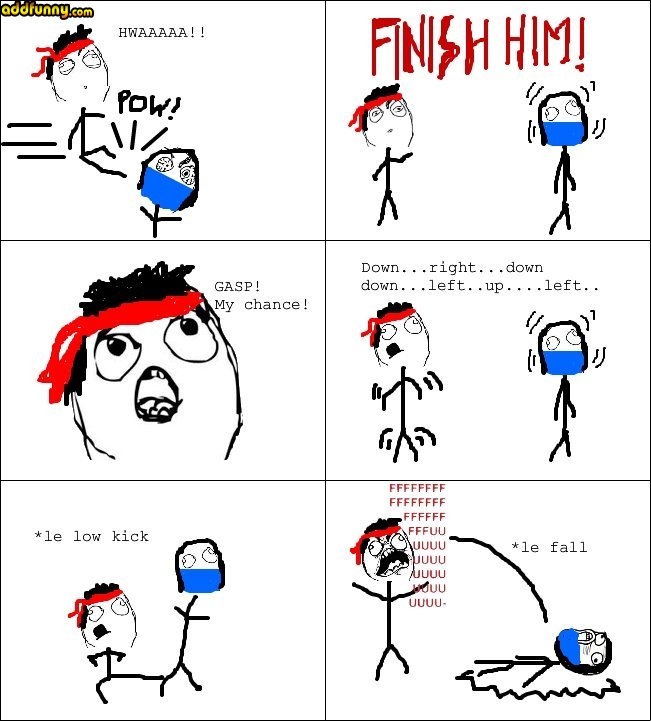 addfunny.com
HWAAAAA!!
POW!
FINISH HIM!
GASP!
My chance!
Down...right...down
down...left..up....left..
*le low kick
FFFFFFFF
FFFFFFFF
FFFFFF
FFFUU
UUUU
UUUU
UUUU
UUUU
UUUU-
*le fall